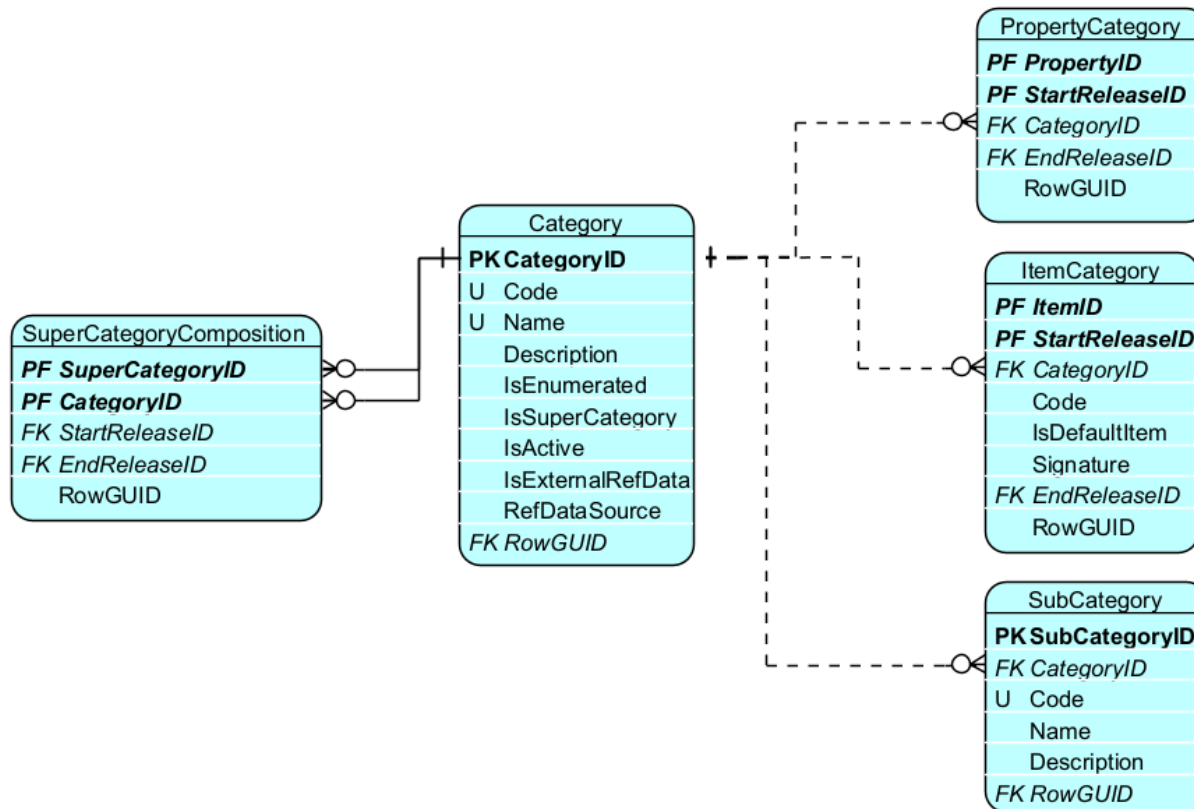 PropertyCategory
PF PropertyID
PF StartReleaseID
FK CategoryID
FK EndReleaseID
RowGUID
Category
PK CategoryID
U Code
U Name
Description
IsEnumerated
IsSuperCategory
IsActive
IsExternalRefData
RefDataSource
FK RowGUID
SuperCategoryComposition
PF SuperCategoryID
PF CategoryID
FK StartReleaseID
FK EndReleaseID
RowGUID
ItemCategory
PF ItemID
PF StartReleaseID
FK CategoryID
Code
IsDefaultItem
Signature
FK EndReleaseID
RowGUID
SubCategory
PK SubCategoryID
FK CategoryID
U Code
Name
Description
FK RowGUID